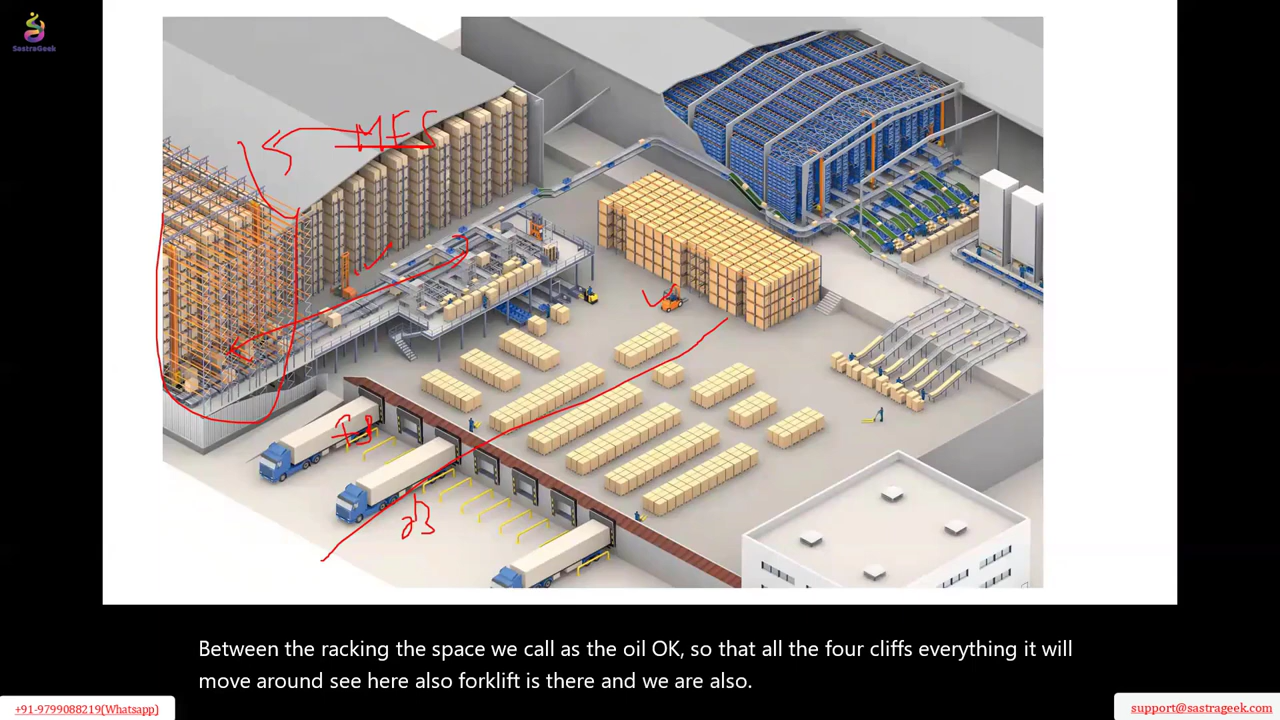 SastraGeek
MFS
Between the racking the space we call as the oil OK, so that all the four cliffs everything it will
move around see here also forklift is there and we are also.
+91-9799088219(Whatsapp)
support@sastrageek.com